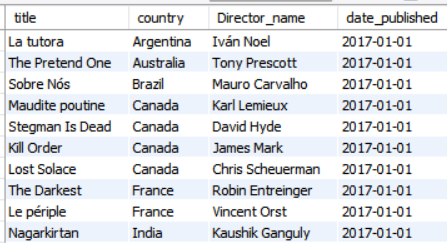 title country Director_name date_published
La tutora Argentina Iván Noel 2017-01-01
The Pretend One Australia Tony Prescott 2017-01-01
Sobre Nós Brazil Mauro Carvalho 2017-01-01
Maudite poutine Canada Karl Lemieux 2017-01-01
Stegman Is Dead Canada David Hyde 2017-01-01
Kill Order Canada James Mark 2017-01-01
Lost Solace Canada Chris Scheuerman 2017-01-01
The Darkest France Robin Entreinger 2017-01-01
Le périple France Vincent Orst 2017-01-01
Nagarkirtan India Kaushik Ganguly 2017-01-01